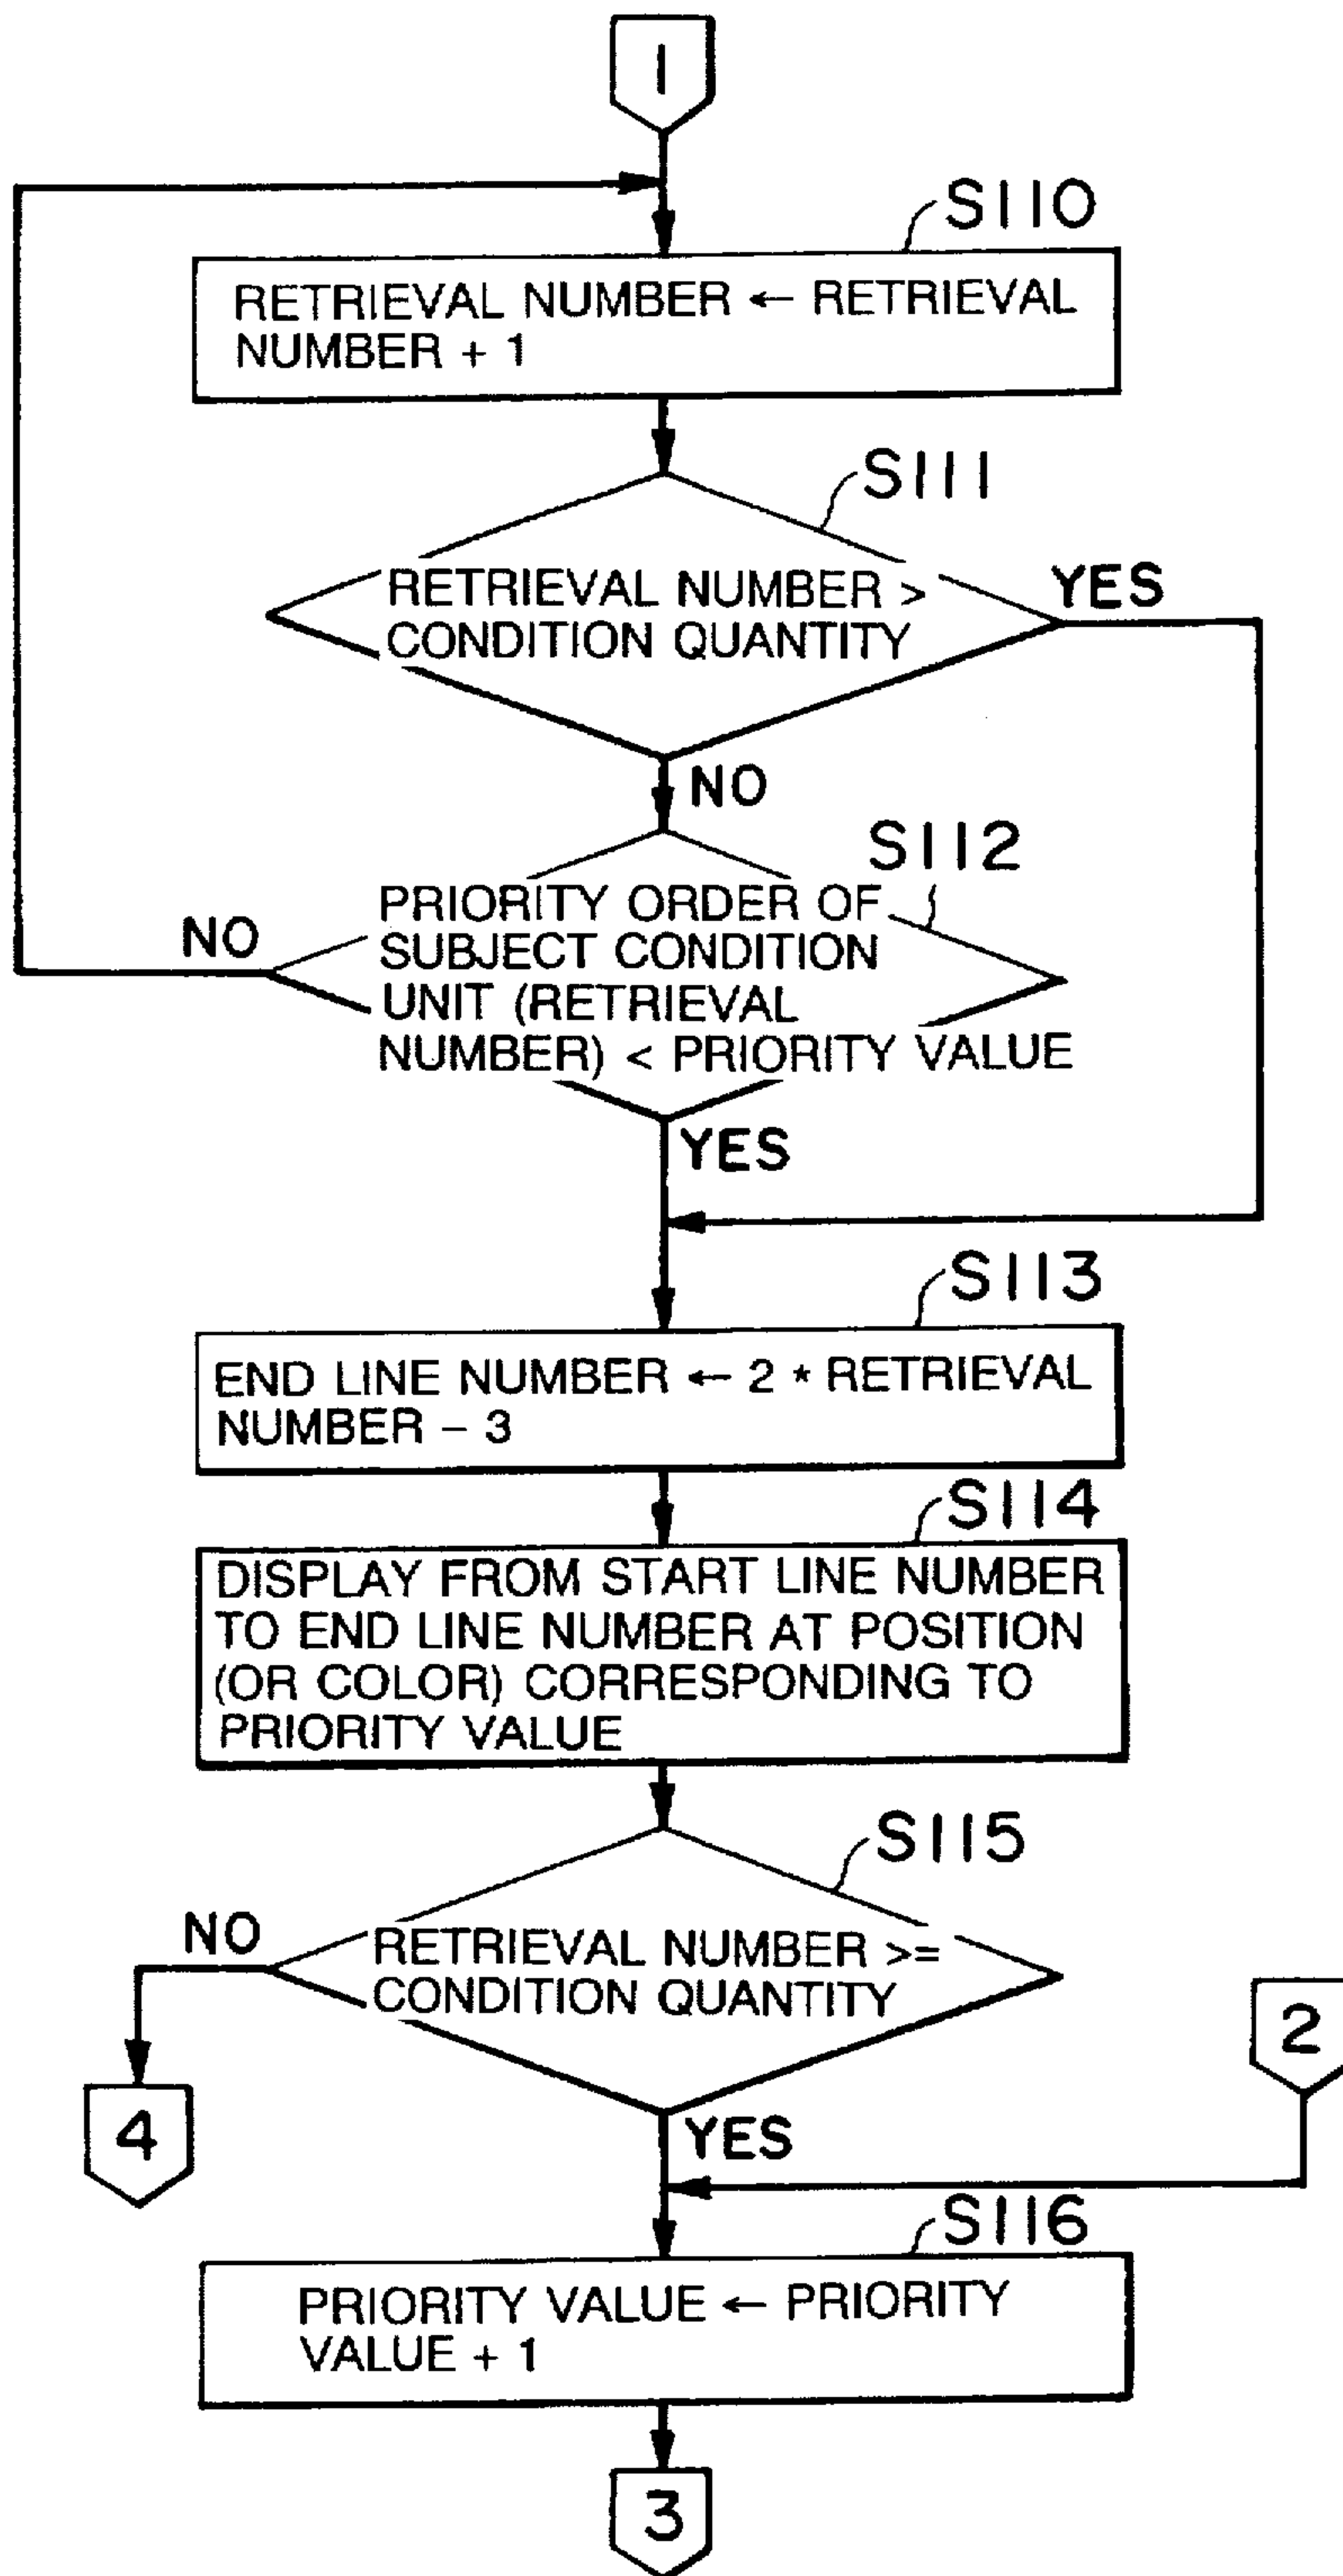 1
S110
RETRIEVAL NUMBER ← RETRIEVAL
NUMBER + 1
S111
RETRIEVAL NUMBER >
CONDITION QUANTITY
YES
NO
S112
PRIORITY ORDER OF
SUBJECT CONDITION
UNIT (RETRIEVAL
NUMBER) < PRIORITY VALUE
NO
YES
S113
END LINE NUMBER ← 2 * RETRIEVAL
NUMBER – 3
S114
DISPLAY FROM START LINE NUMBER
TO END LINE NUMBER AT POSITION
(OR COLOR) CORRESPONDING TO
PRIORITY VALUE
S115
NO
RETRIEVAL NUMBER >=
CONDITION QUANTITY
2
4
YES
S116
PRIORITY VALUE ← PRIORITY
VALUE + 1
3